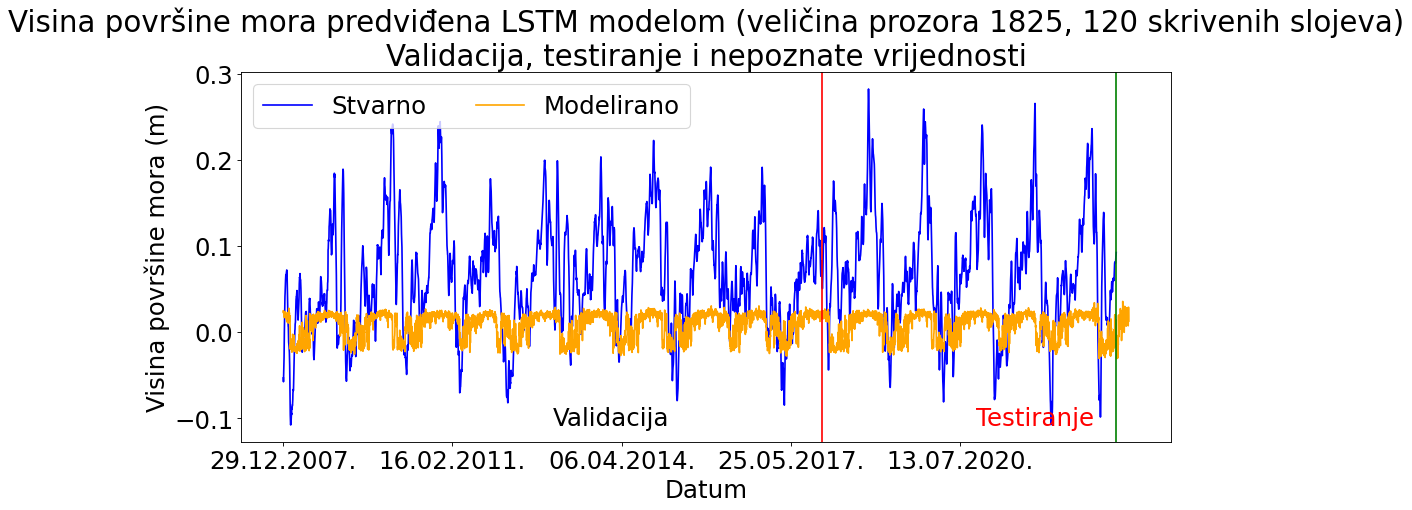 Visina površine mora predviđena LSTM modelom (veličina prozora 1825, 120 skrivenih slojeva)
Validacija, testiranje i nepoznate vrijednosti
Stvarno
Modelirano
Visina površine mora (m)
0.3
0.2
0.1
0.0
−0.1
Validacija
Testiranje
29.12.2007.
16.02.2011.
06.04.2014.
25.05.2017.
13.07.2020.
Datum